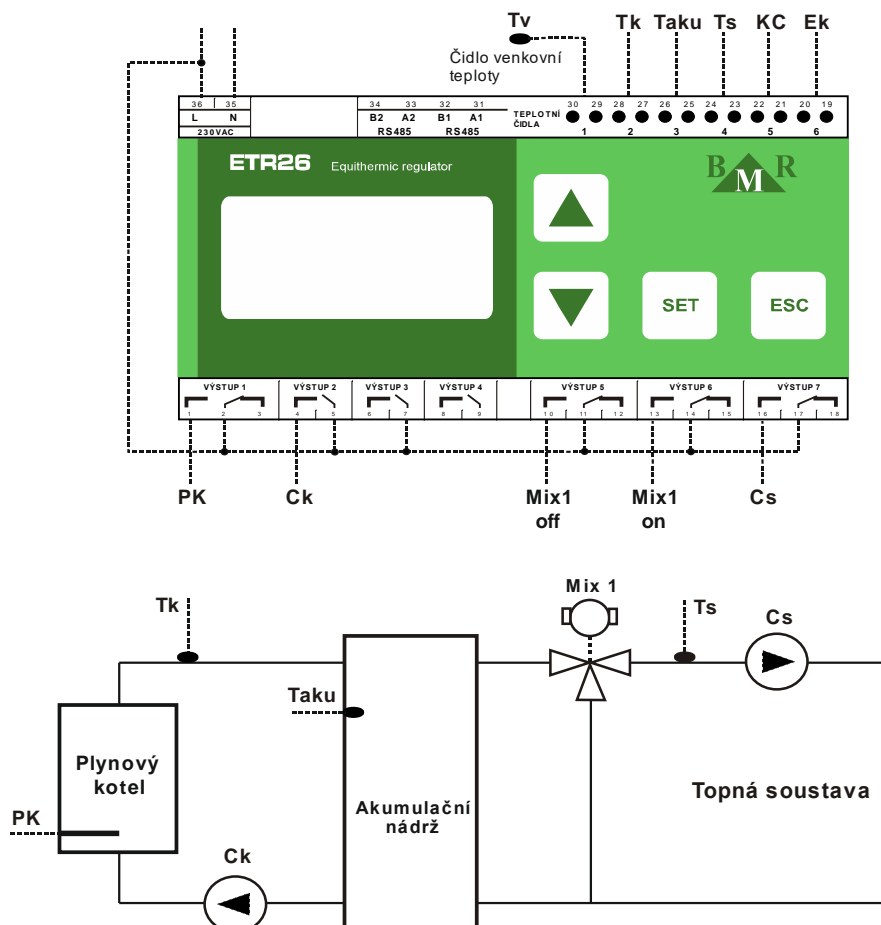 Tv Tk Taku Ts KC Ek
Čidlo venkovní
teploty
36 35 34 33 32 31 30 29 28 27 26 25 24 23 22 21 20 19
L N B2 A2 B1 A1 TEPLOTNÍ
ČIDLA
230VAC RS485 RS485 1 2 3 4 5 6
ETR26 Equithermic regulator
B M R
SET ESC
VÝSTUP 1 VÝSTUP 2 VÝSTUP 3 VÝSTUP 4 VÝSTUP 5 VÝSTUP 6 VÝSTUP 7
1 2 3 4 5 6 7 8 9 10 11 12 13 14 15 16 17 18
PK Ck Mix1 Mix1 Cs
off on
Mix 1
Tk Ts Cs
Taku
Plynový
kotel
Topná soustava
Akumulační
nádrž
PK
Ck